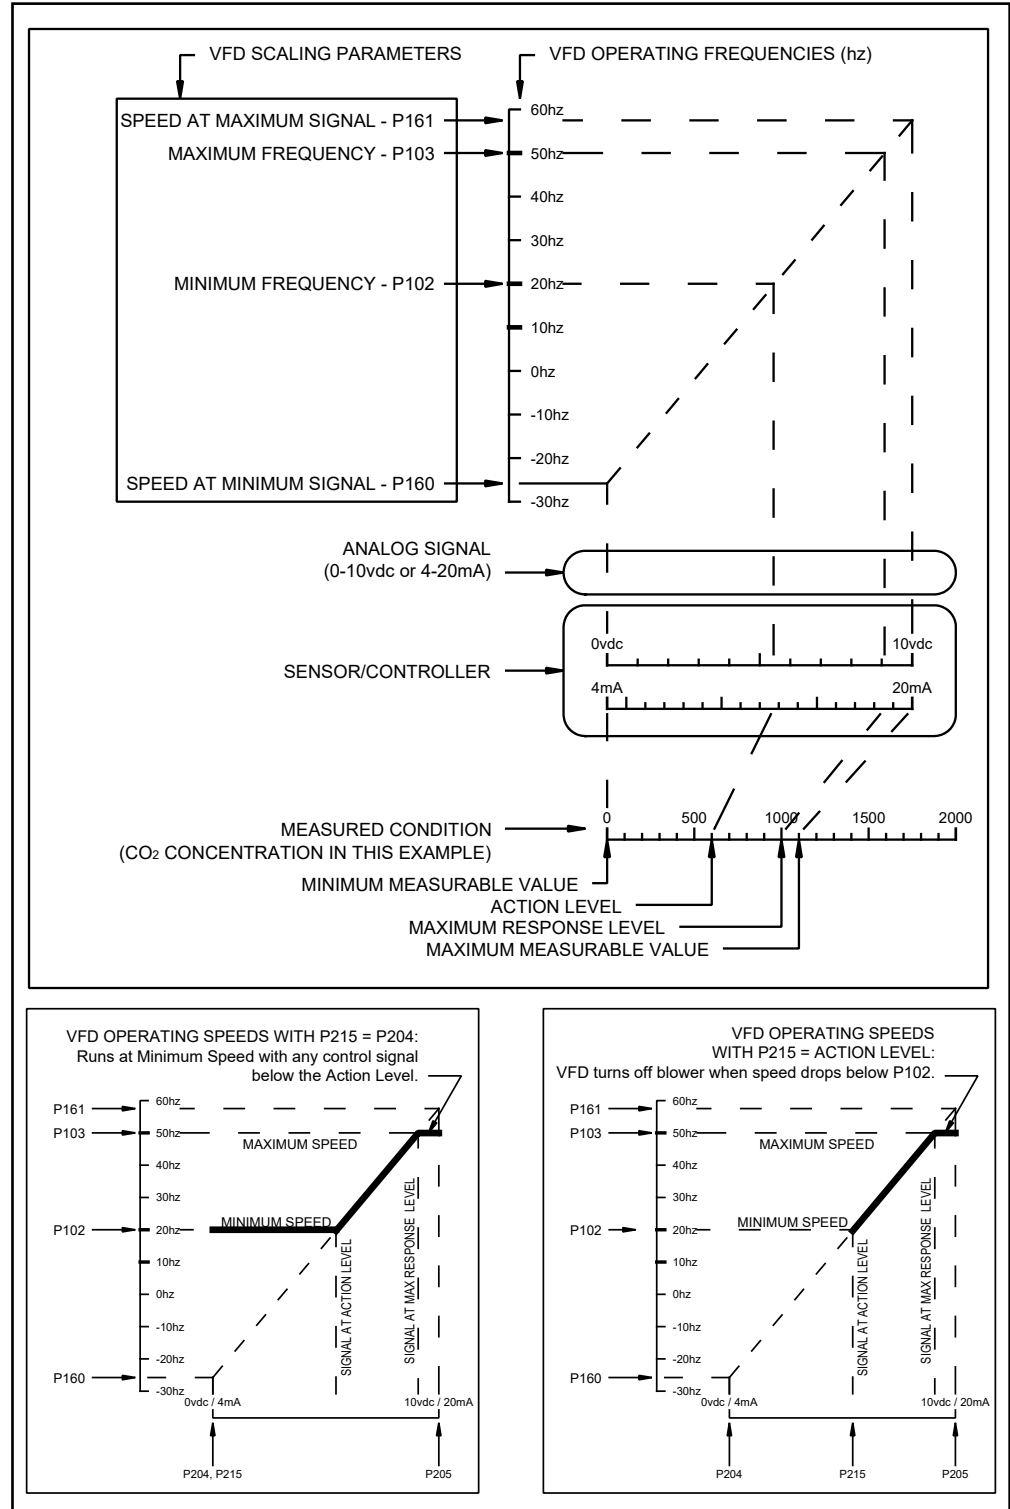 VFD SCALING PARAMETERS
VFD OPERATING FREQUENCIES (hz)
SPEED AT MAXIMUM SIGNAL - P161
MAXIMUM FREQUENCY - P103
MINIMUM FREQUENCY - P102
SPEED AT MINIMUM SIGNAL - P160
60hz
50hz
40hz
30hz
20hz
10hz
0hz
-10hz
-20hz
-30hz
ANALOG SIGNAL
(0-10vdc or 4-20mA)
SENSOR/CONTROLLER
0vdc
10vdc
4mA
20mA
MEASURED CONDITION
(CO2 CONCENTRATION IN THIS EXAMPLE)
0
500
1000
1500
2000
MINIMUM MEASURABLE VALUE
ACTION LEVEL
MAXIMUM RESPONSE LEVEL
MAXIMUM MEASURABLE VALUE
VFD OPERATING SPEEDS WITH P215 = P204:
Runs at Minimum Speed with any control signal
below the Action Level.
P161
P103
P102
P160
60hz
50hz
40hz
30hz
20hz
10hz
0hz
-10hz
-20hz
-30hz
MAXIMUM SPEED
MINIMUM SPEED
SIGNAL AT ACTION LEVEL
SIGNAL AT MAX RESPONSE LEVEL
0vdc / 4mA
10vdc / 20mA
P204, P215
P205
VFD OPERATING SPEEDS
WITH P215 = ACTION LEVEL:
VFD turns off blower when speed drops below P102.
P161
P103
P102
P160
60hz
50hz
40hz
30hz
20hz
10hz
0hz
-10hz
-20hz
-30hz
MAXIMUM SPEED
MINIMUM SPEED
SIGNAL AT ACTION LEVEL
SIGNAL AT MAX RESPONSE LEVEL
0vdc / 4mA
10vdc / 20mA
P204
P215
P205